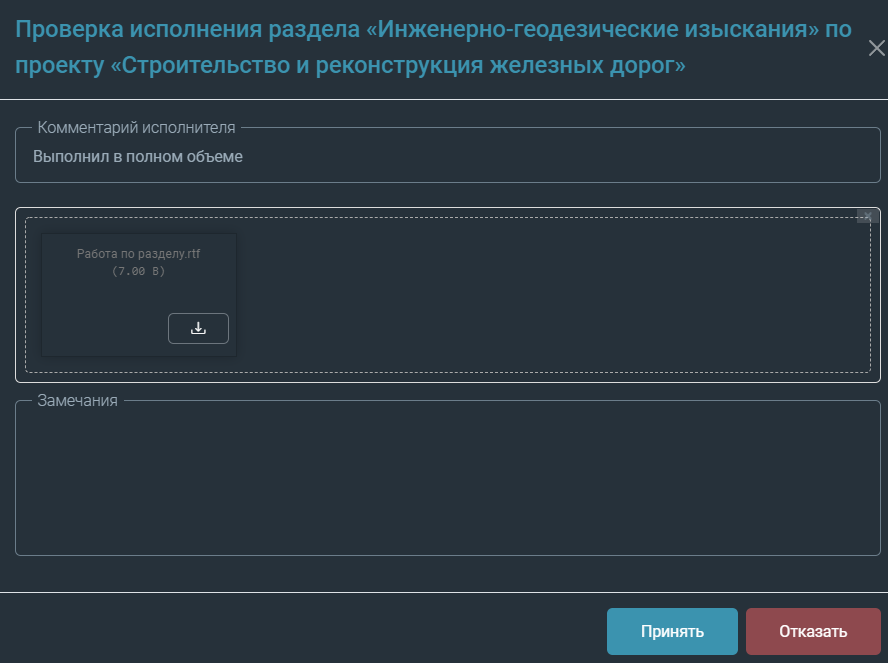 Проверка исполнения раздела «Инженерно-геодезические изыскания» по
проекту «Строительство и реконструкция железных дорог»
Комментарий исполнителя
Выполнил в полном объеме
Работа по разделу.rtf
(7.00 B)
Замечания
Принять
Отказать